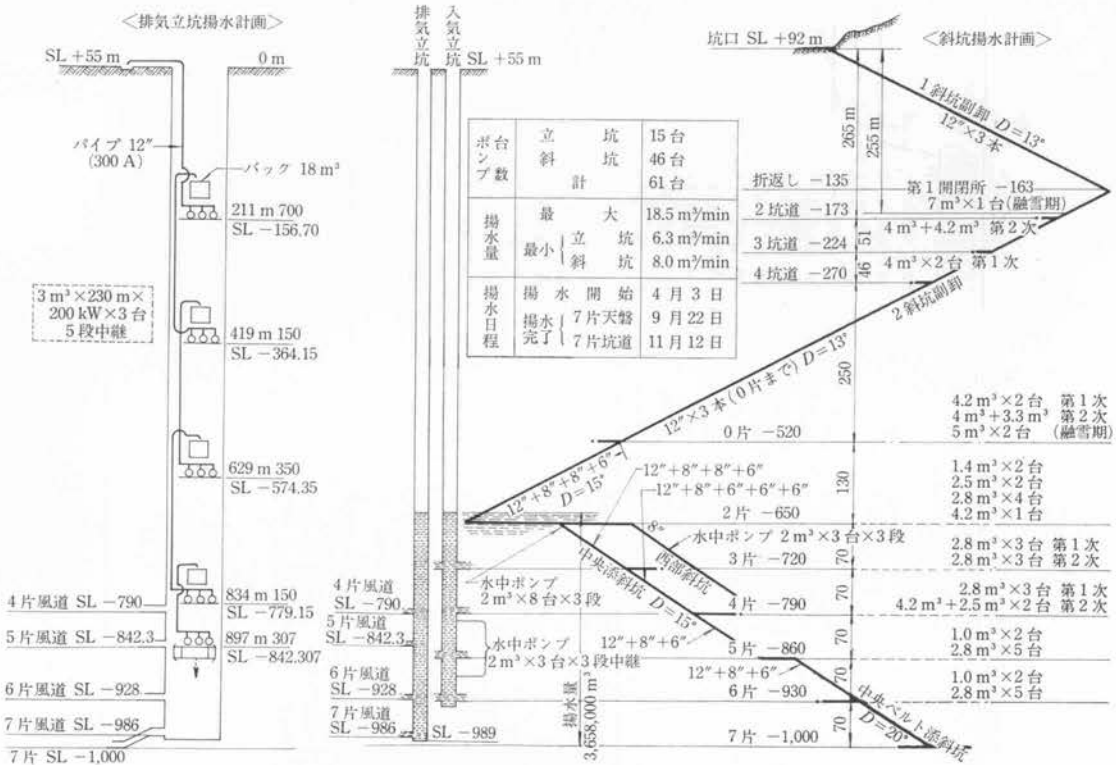 <排気立坑揚水計画>
SL +55 m
0 m
パイプ 12″
(300 A)
バック 18 m³
211 m 700
SL −156.70
3 m³×230 m×
200 kW×3 台
5 段中継
419 m 150
SL −364.15
629 m 350
SL −574.35
4 片風道 SL −790
834 m 150
SL −779.15
5 片風道 SL −842.3
897 m 307
SL −842.307
6 片風道 SL −928
7 片風道 SL −986
7 片 SL −1,000
排気立坑
入気立坑
SL +55 m
ポンプ台数
立坑 15 台
斜坑 46 台
計 61 台
揚水量
最大 18.5 m³/min
最小
立坑 6.3 m³/min
斜坑 8.0 m³/min
揚水日程
揚水開始 4 月 3 日
揚水完了
7 片天盤 9 月 22 日
7 片坑道 11 月 12 日
4 片風道
SL −790
5 片風道
SL −842.3
6 片風道
SL −928
7 片風道
SL −986
SL −989
水中ポンプ
2 m³×8 台×3 段
水中ポンプ
2 m³×3 台×3 段中継
揚水量
3,658,000 m³
<斜坑揚水計画>
坑口 SL +92 m
1 斜坑副卸 D=13°
12″×3 本
265 m
255 m
折返し −135
第 1 開閉所 −163
7 m³×1 台(融雪期)
2 坑道 −173
4 m³+4.2 m³ 第 2 次
51
3 坑道 −224
4 m³×2 台 第 1 次
46
4 坑道 −270
2 斜坑副卸
12″×3 本(0 片まで) D=13°
250
4.2 m³×2 台 第 1 次
4 m³+3.3 m³ 第 2 次
5 m³×2 台 (融雪期)
0 片 −520
12″+8″+8″+6″
D=15°
12″+8″+8″+6″
12″+8″+6″+6″+6″
130
1.4 m³×2 台
2.5 m³×2 台
2.8 m³×4 台
4.2 m³×1 台
2 片 −650
8″
水中ポンプ 2 m³×3 台×3 段
中央添斜坑 D=15°
西部斜坑
3 片 −720
70
2.8 m³×3 台 第 1 次
2.8 m³×3 台 第 2 次
4 片 −790
70
2.8 m³×3 台 第 1 次
4.2 m³+2.5 m³×2 台 第 2 次
12″+8″+6″
5 片 −860
70
1.0 m³×2 台
2.8 m³×5 台
12″+8″+6″
6 片 −930
70
1.0 m³×2 台
2.8 m³×5 台
中央ベルト添斜坑
D=20°
7 片 −1,000
70